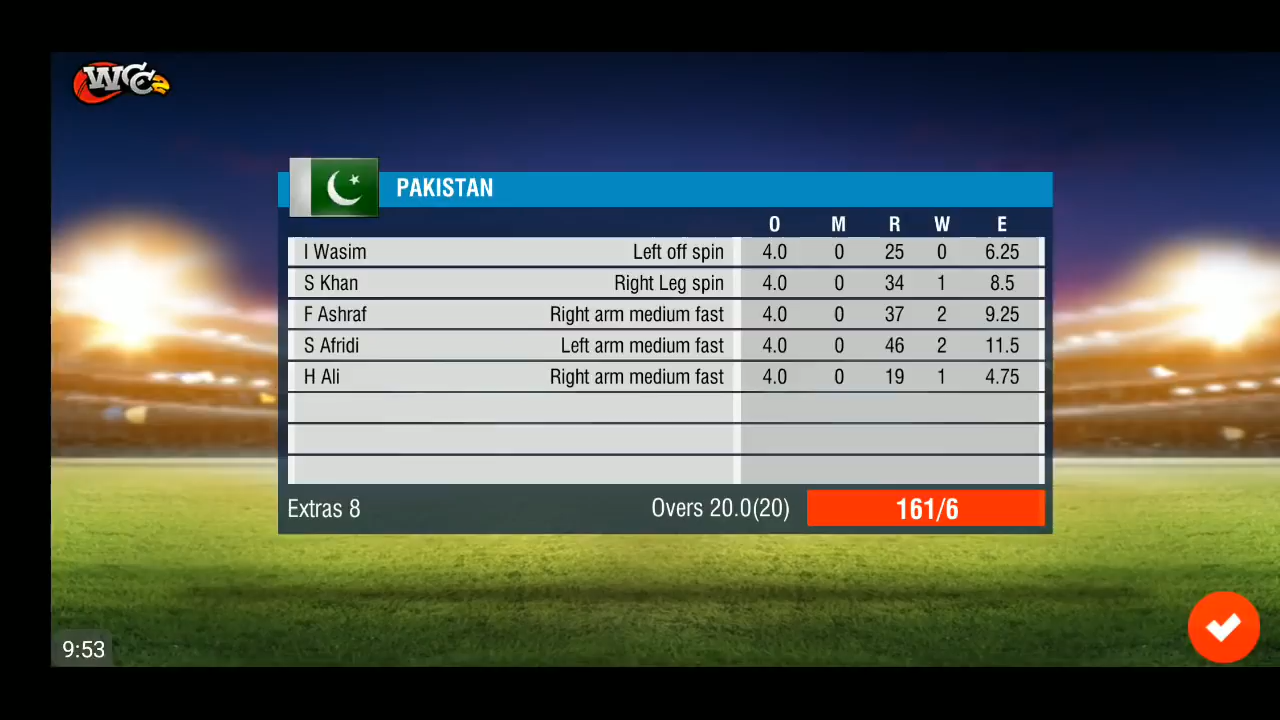 WCC2
PAKISTAN
O M R W E
I Wasim Left off spin 4.0 0 25 0 6.25
S Khan Right Leg spin 4.0 0 34 1 8.5
F Ashraf Right arm medium fast 4.0 0 37 2 9.25
S Afridi Left arm medium fast 4.0 0 46 2 11.5
H Ali Right arm medium fast 4.0 0 19 1 4.75
Extras 8 Overs 20.0(20) 161/6
9:53